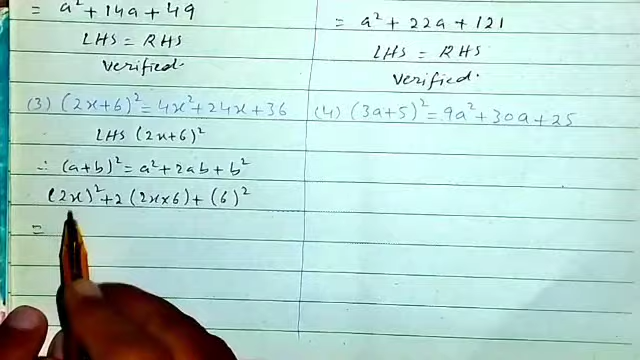 = a² + 14a + 49
LHS = RHS
Verified.
= a² + 22a + 121
LHS = RHS
Verified.
(3) (2x+6)² = 4x² + 24x + 36
LHS (2x+6)²
∴ (a+b)² = a² + 2ab + b²
(2x)² + 2 (2x×6) + (6)²
=
(4) (3a+5)² = 9a² + 30a + 25